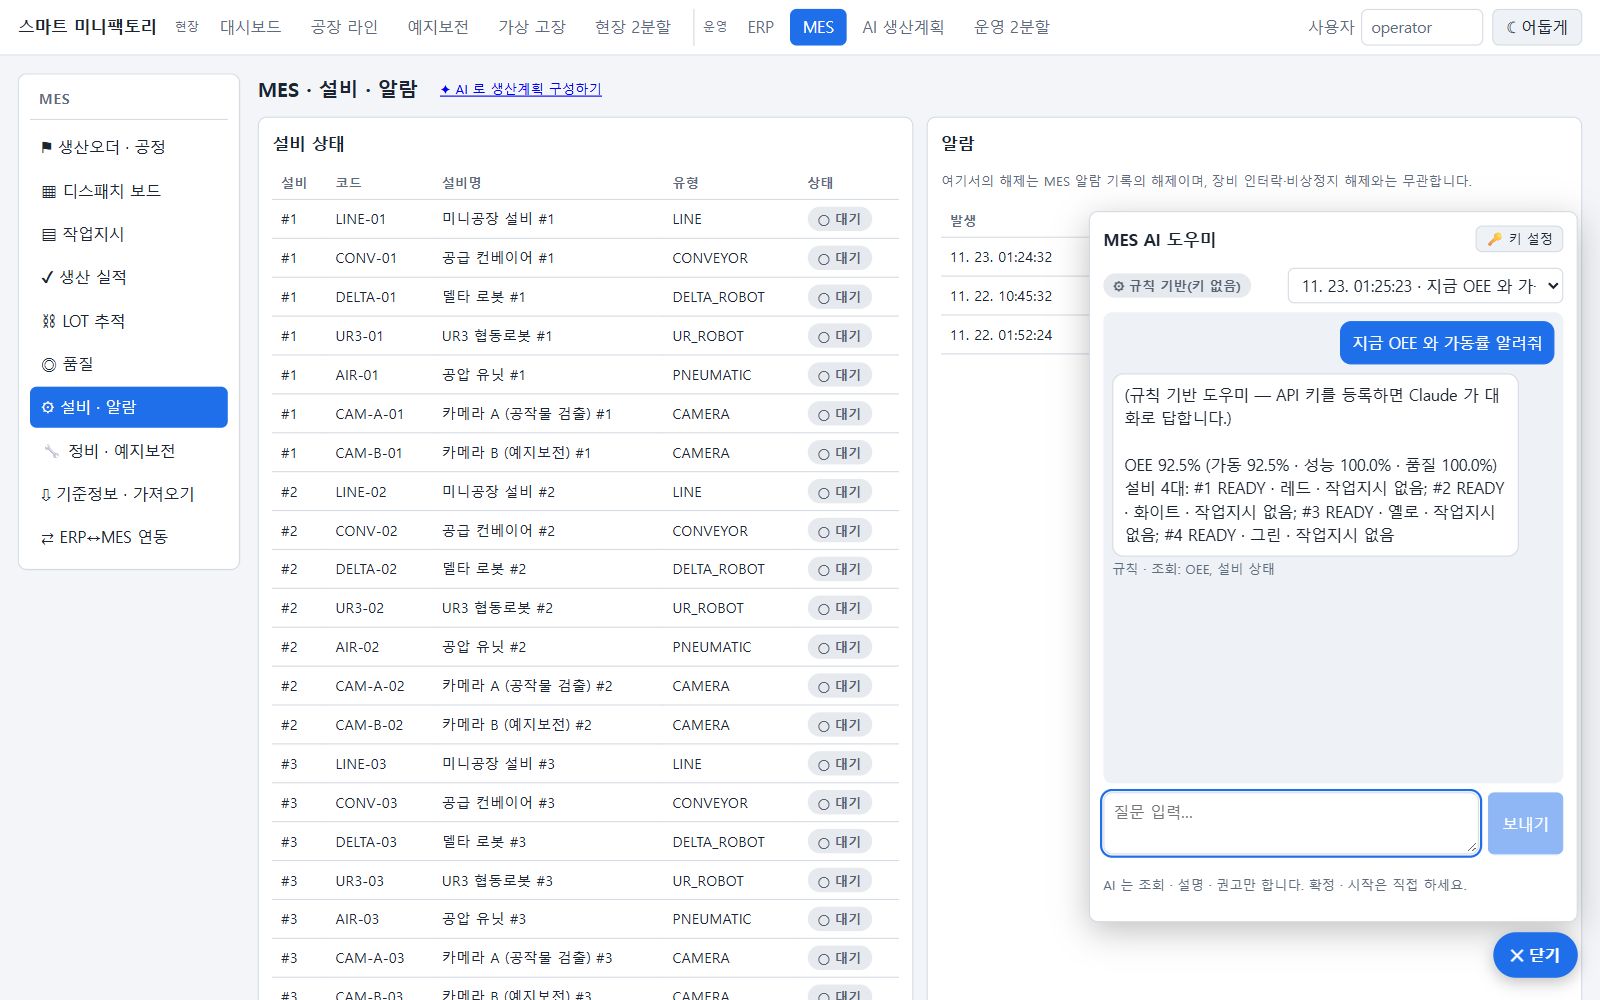 스마트 미니팩토리 현장 대시보드 공장 라인 예지보전 가상 고장 현장 2분할 운영 ERP MES AI 생산계획 운영 2분할 사용자 operator ☾ 어둡게
MES
⚑ 생산오더 · 공정
▦ 디스패치 보드
▤ 작업지시
✓ 생산 실적
⛓ LOT 추적
◎ 품질
⚙ 설비 · 알람
🔧 정비 · 예지보전
⇩ 기준정보 · 가져오기
⇄ ERP↔MES 연동
MES · 설비 · 알람 ✦ AI 로 생산계획 구성하기
설비 상태
설비 코드 설비명 유형 상태
#1 LINE-01 미니공장 설비 #1 LINE ○ 대기
#1 CONV-01 공급 컨베이어 #1 CONVEYOR ○ 대기
#1 DELTA-01 델타 로봇 #1 DELTA_ROBOT ○ 대기
#1 UR3-01 UR3 협동로봇 #1 UR_ROBOT ○ 대기
#1 AIR-01 공압 유닛 #1 PNEUMATIC ○ 대기
#1 CAM-A-01 카메라 A (공작물 검출) #1 CAMERA ○ 대기
#1 CAM-B-01 카메라 B (예지보전) #1 CAMERA ○ 대기
#2 LINE-02 미니공장 설비 #2 LINE ○ 대기
#2 CONV-02 공급 컨베이어 #2 CONVEYOR ○ 대기
#2 DELTA-02 델타 로봇 #2 DELTA_ROBOT ○ 대기
#2 UR3-02 UR3 협동로봇 #2 UR_ROBOT ○ 대기
#2 AIR-02 공압 유닛 #2 PNEUMATIC ○ 대기
#2 CAM-A-02 카메라 A (공작물 검출) #2 CAMERA ○ 대기
#2 CAM-B-02 카메라 B (예지보전) #2 CAMERA ○ 대기
#3 LINE-03 미니공장 설비 #3 LINE ○ 대기
#3 CONV-03 공급 컨베이어 #3 CONVEYOR ○ 대기
#3 DELTA-03 델타 로봇 #3 DELTA_ROBOT ○ 대기
#3 UR3-03 UR3 협동로봇 #3 UR_ROBOT ○ 대기
#3 AIR-03 공압 유닛 #3 PNEUMATIC ○ 대기
#3 CAM-A-03 카메라 A (공작물 검출) #3 CAMERA ○ 대기
#3 CAM-B-03 카메라 B (예지보전) #3 CAMERA ○ 대기
알람
여기서의 해제는 MES 알람 기록의 해제이며, 장비 인터락·비상정지 해제와는 무관합니다.
발생
11. 23. 01:24:32
11. 22. 10:45:32
11. 22. 01:52:24
MES AI 도우미 🔑 키 설정
⚙ 규칙 기반(키 없음) 11. 23. 01:25:23 · 지금 OEE 와 가·
지금 OEE 와 가동률 알려줘
(규칙 기반 도우미 — API 키를 등록하면 Claude 가 대
화로 답합니다.)
OEE 92.5% (가동 92.5% · 성능 100.0% · 품질 100.0%)
설비 4대: #1 READY · 레드 · 작업지시 없음; #2 READY
· 화이트 · 작업지시 없음; #3 READY · 옐로 · 작업지시
없음; #4 READY · 그린 · 작업지시 없음
규칙 · 조회: OEE, 설비 상태
질문 입력...
보내기
AI 는 조회 · 설명 · 권고만 합니다. 확정 · 시작은 직접 하세요.
✕ 닫기